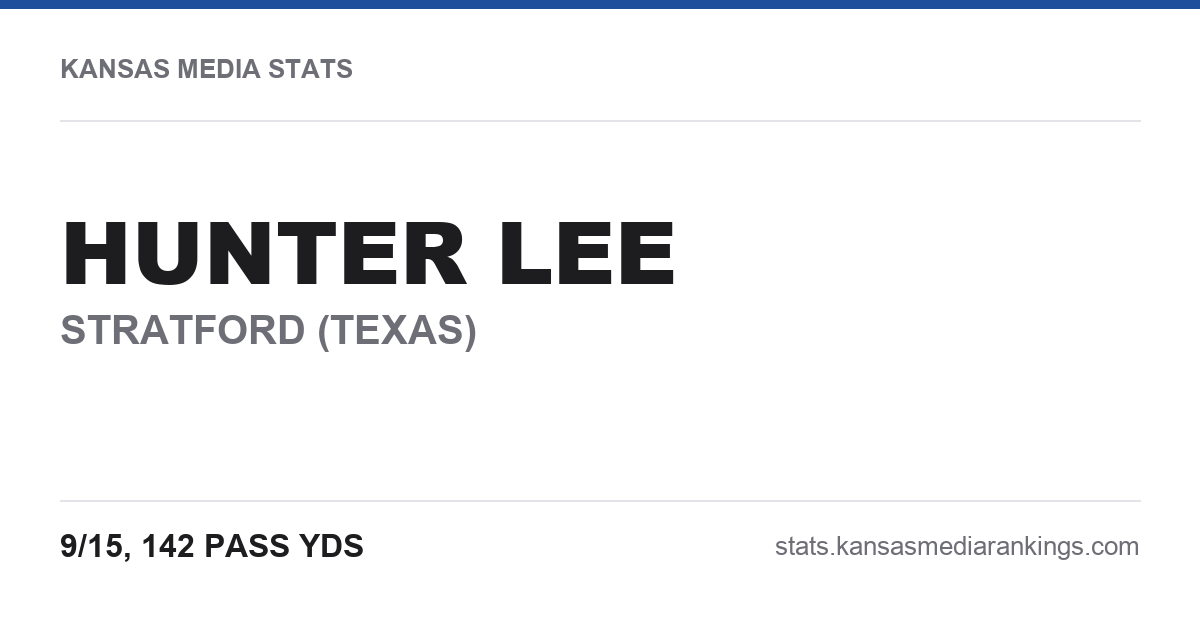 KANSAS MEDIA STATS
HUNTER LEE
STRATFORD (TEXAS)
9/15, 142 PASS YDS
stats.kansasmediarankings.com